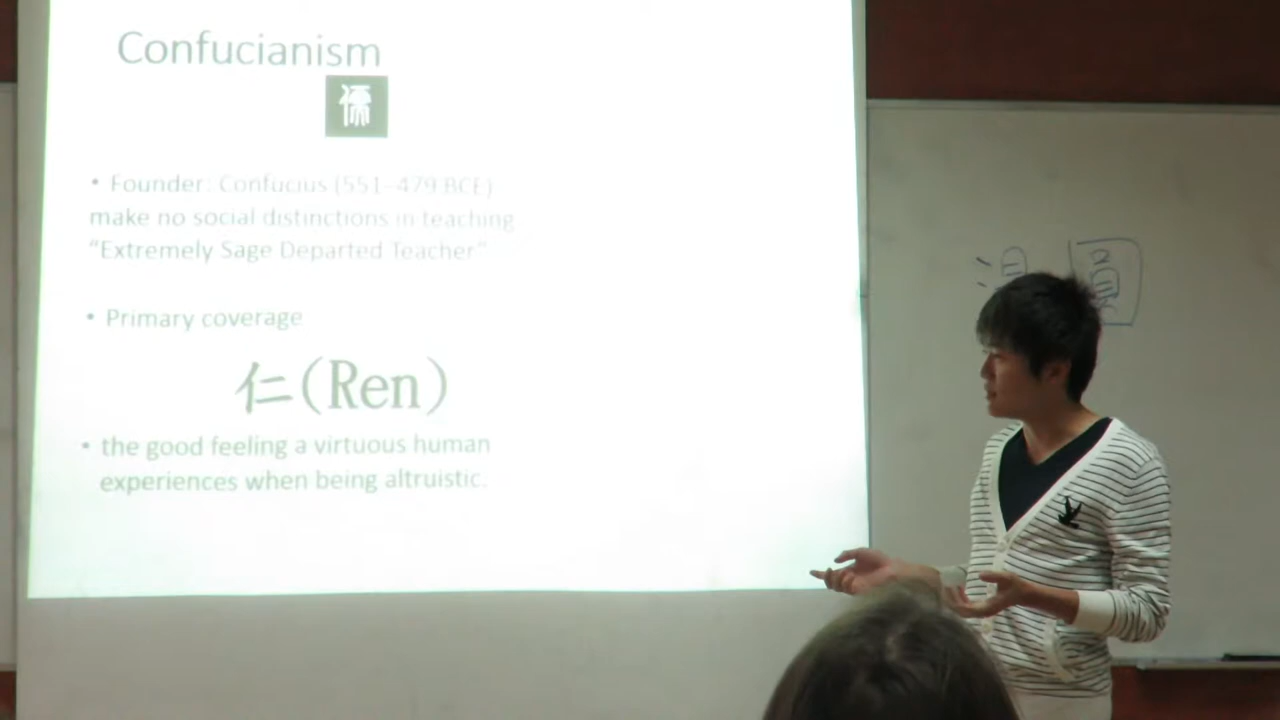 Confucianism
儒
• Founder: Confucius (551–479 BCE)
make no social distinctions in teaching
“Extremely Sage Departed Teacher”
• Primary coverage
仁(Ren)
• the good feeling a virtuous human
experiences when being altruistic.